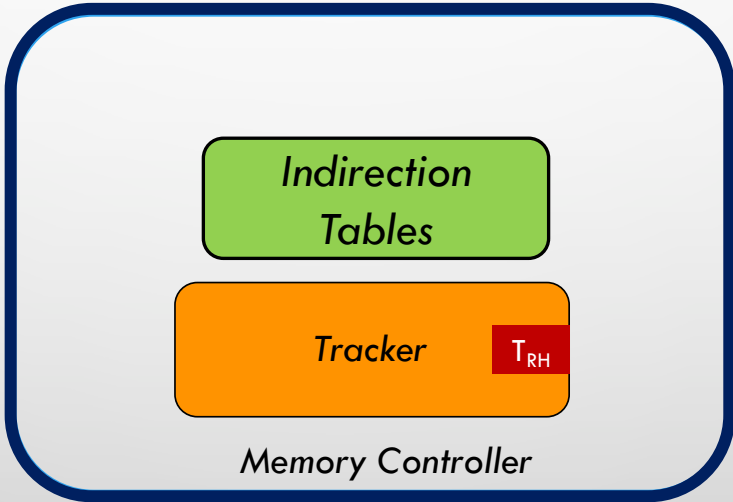 Indirection
Tables
Tracker
T_RH
Memory Controller